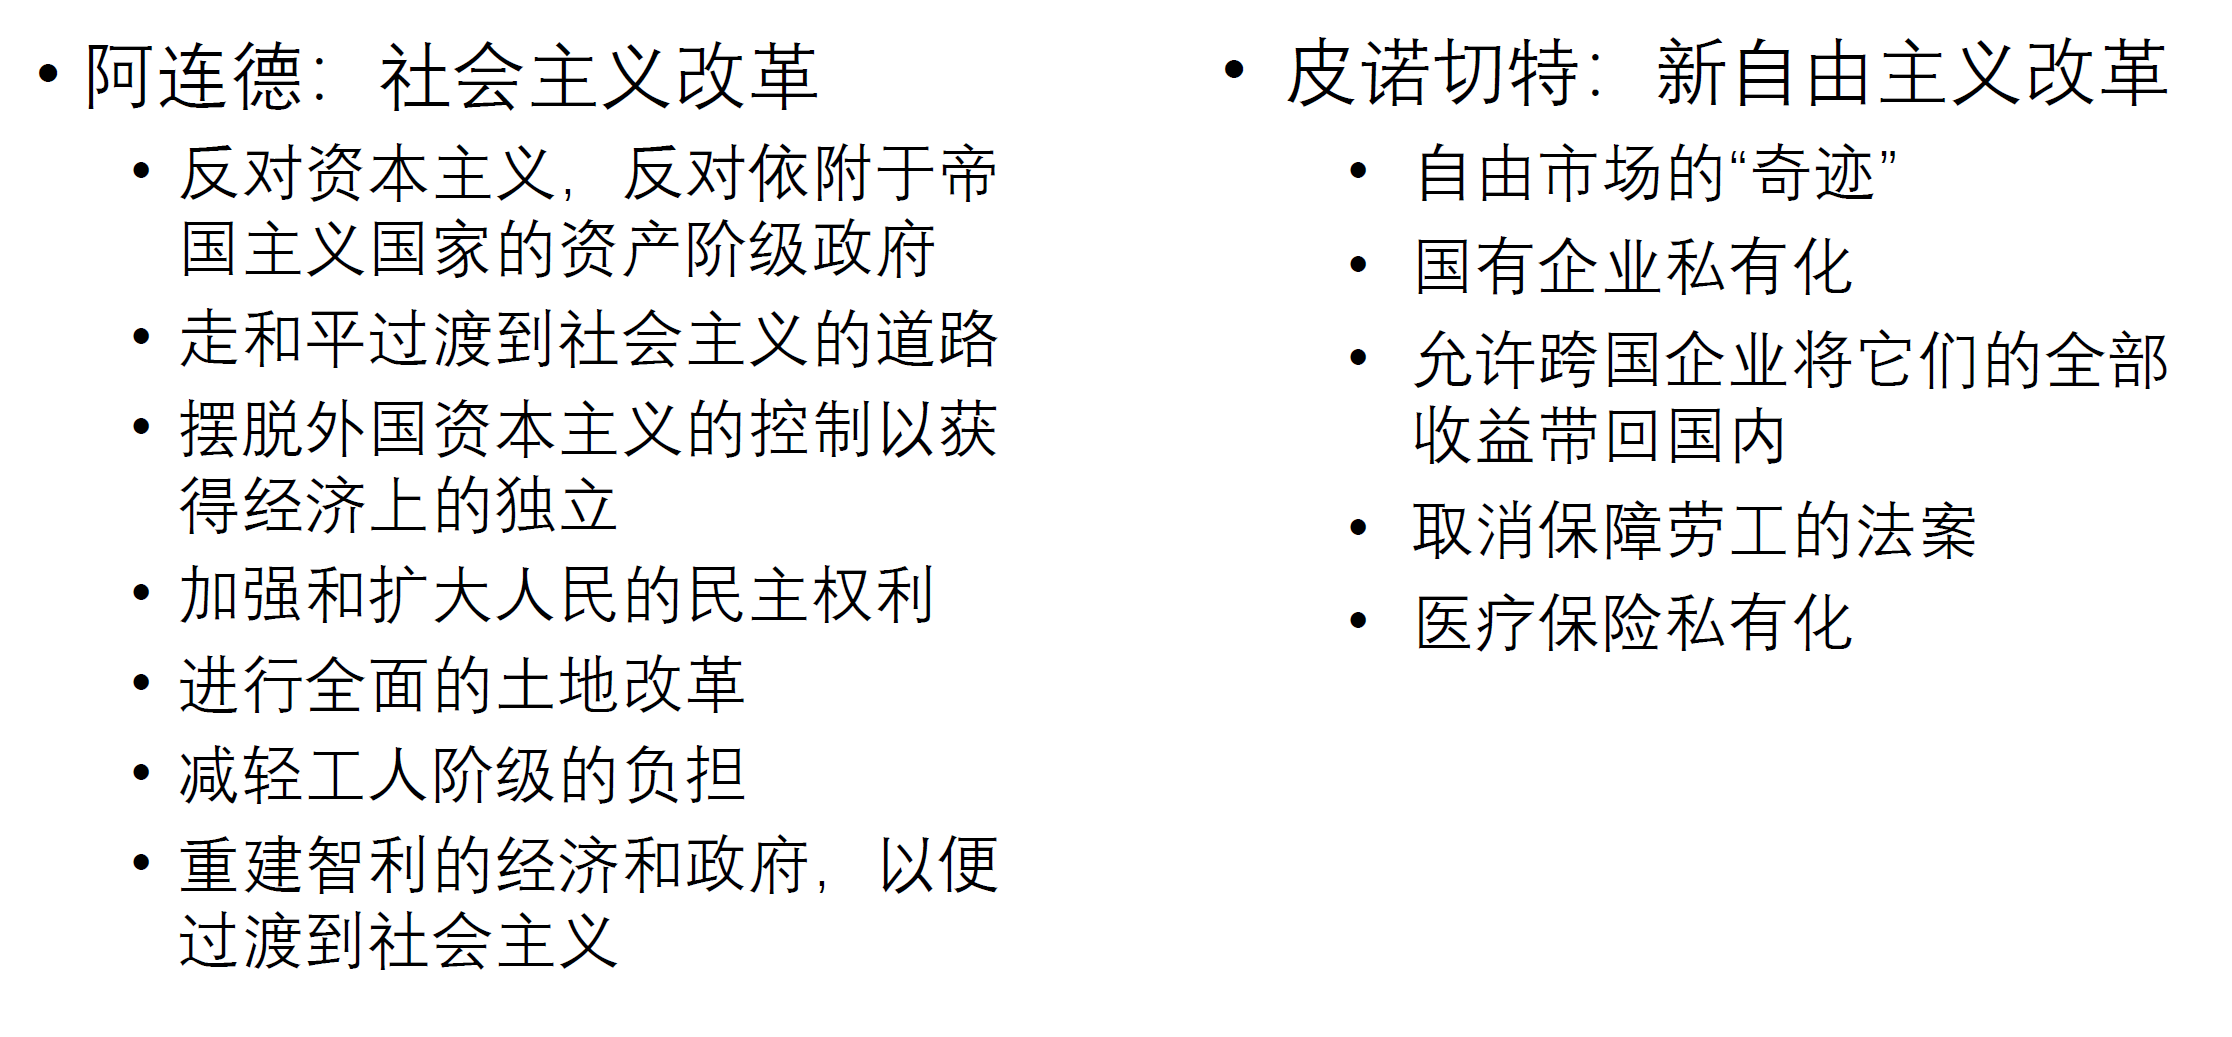 • 阿连德：社会主义改革
• 反对资本主义，反对依附于帝
国主义国家的资产阶级政府
• 走和平过渡到社会主义的道路
• 摆脱外国资本主义的控制以获
得经济上的独立
• 加强和扩大人民的民主权利
• 进行全面的土地改革
• 减轻工人阶级的负担
• 重建智利的经济和政府，以便
过渡到社会主义
• 皮诺切特：新自由主义改革
• 自由市场的“奇迹”
• 国有企业私有化
• 允许跨国企业将它们的全部
收益带回国内
• 取消保障劳工的法案
• 医疗保险私有化